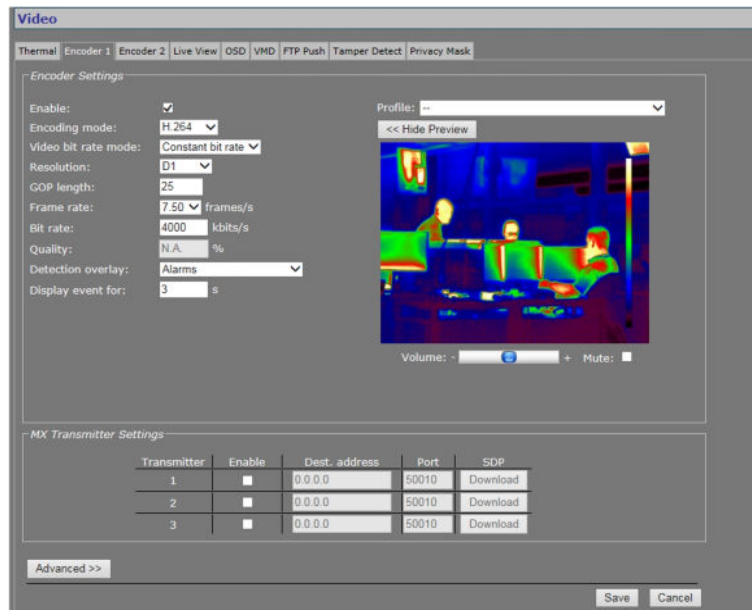 Video
Thermal Encoder 1 Encoder 2 Live View OSD VMD FTP Push Tamper Detect Privacy Mask
Encoder Settings
Enable:
Encoding mode: H.264
Video bit rate mode: Constant bit rate
Resolution: D1
GOP length: 25
Frame rate: 7.50 frames/s
Bit rate: 4000 kbits/s
Quality: N.A. %
Detection overlay: Alarms
Display event for: 3 s
Profile: --
<< Hide Preview
Volume: - + Mute:
MX Transmitter Settings
Transmitter Enable Dest. address Port SDP
1 0.0.0.0 50010 Download
2 0.0.0.0 50010 Download
3 0.0.0.0 50010 Download
Advanced >>
Save Cancel